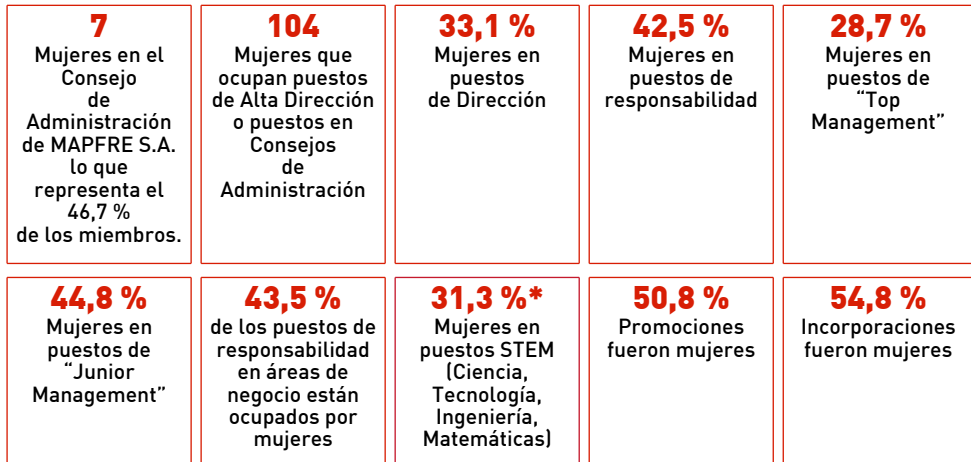 7
Mujeres en el
Consejo
de
Administración
de MAPFRE S.A.
lo que
representa el
46,7 %
de los miembros.
104
Mujeres que
ocupan puestos
de Alta Dirección
o puestos en
Consejos
de
Administración
33,1 %
Mujeres en
puestos
de Dirección
42,5 %
Mujeres en
puestos de
responsabilidad
28,7 %
Mujeres en
puestos de
“Top
Management”
44,8 %
Mujeres en
puestos de
“Junior
Management”
43,5 %
de los puestos de
responsabilidad
en áreas de
negocio están
ocupados por
mujeres
31,3 %*
Mujeres en
puestos STEM
(Ciencia,
Tecnología,
Ingeniería,
Matemáticas)
50,8 %
Promociones
fueron mujeres
54,8 %
Incorporaciones
fueron mujeres